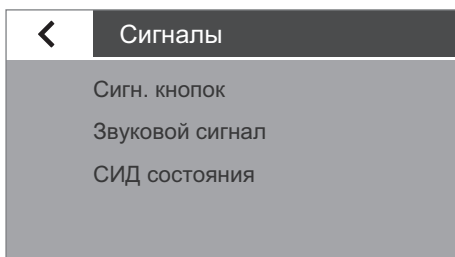 Сигналы
Сигн. кнопок
Звуковой сигнал
СИД состояния